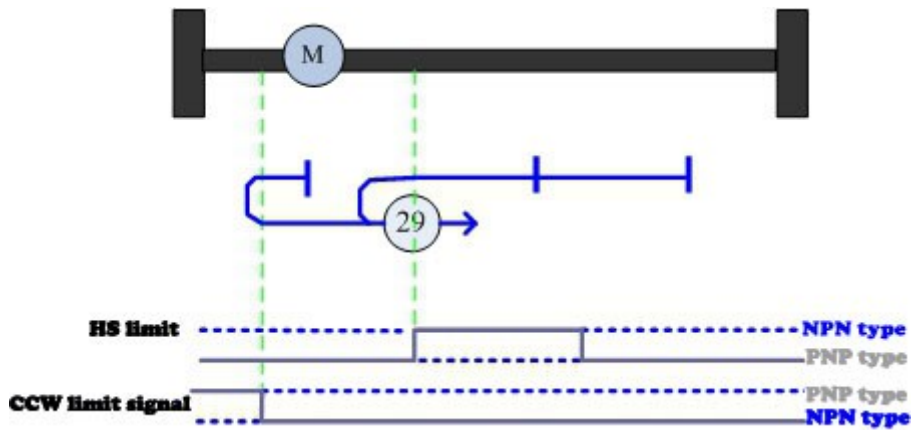 M
29
HS limit
NPN type
PNP type
CCW limit signal
PNP type
NPN type